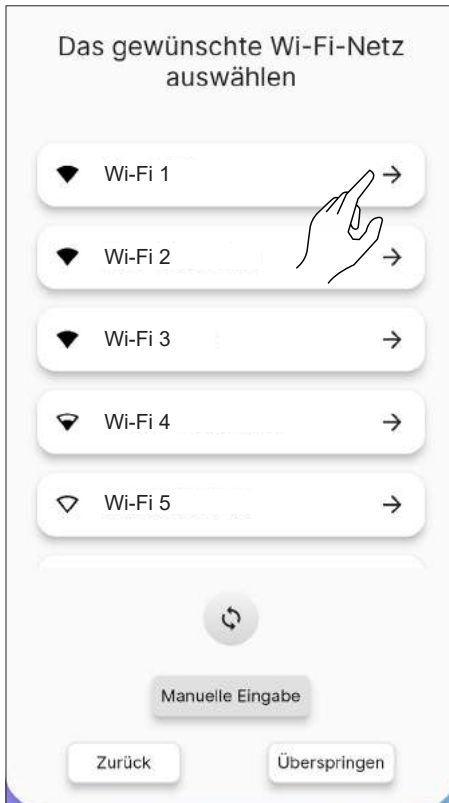 Das gewünschte Wi-Fi-Netz
auswählen
Wi-Fi 1
Wi-Fi 2
Wi-Fi 3
Wi-Fi 4
Wi-Fi 5
Manuelle Eingabe
Zurück
Überspringen